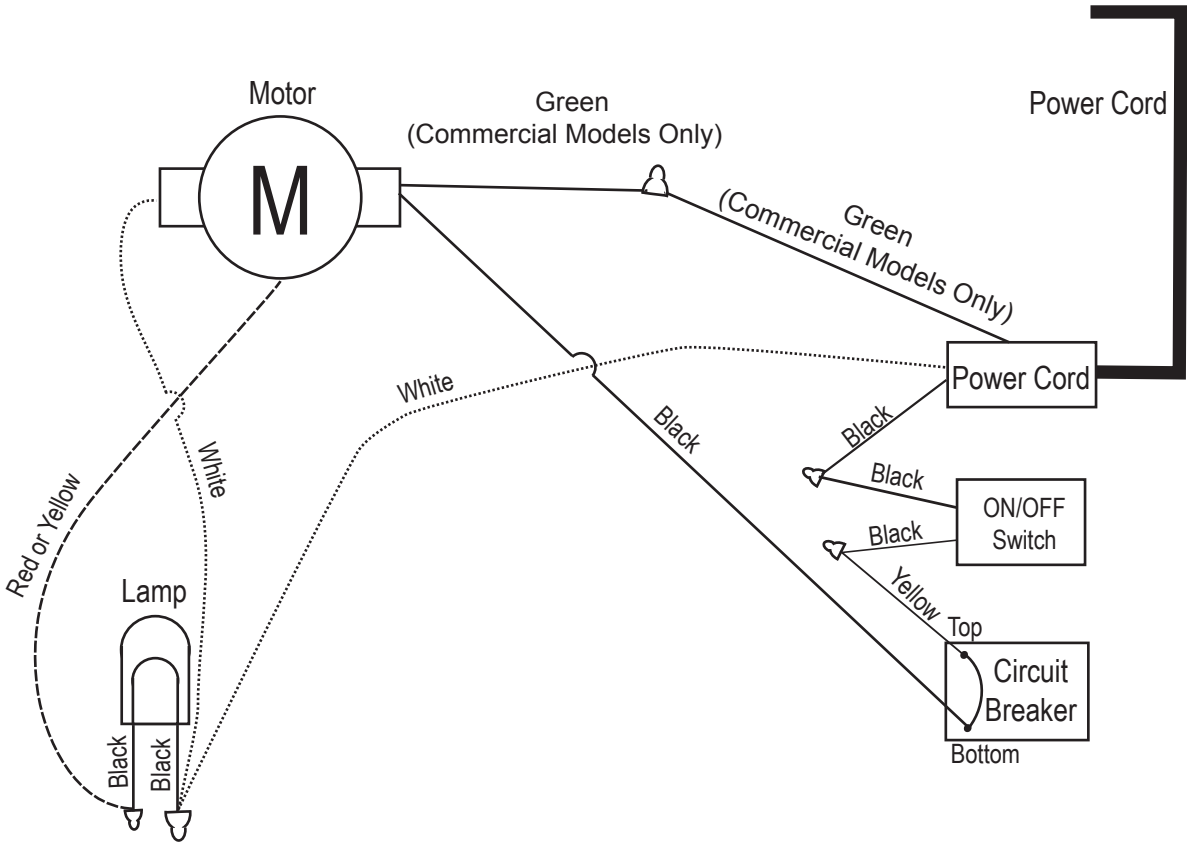 Motor
M
Green
(Commercial Models Only)
Power Cord
Green
(Commercial Models Only)
White
Power Cord
Black
Black
Black
ON/OFF
Switch
Black
Yellow
Top
Circuit
Breaker
Bottom
White
Red or Yellow
Lamp
Black
Black